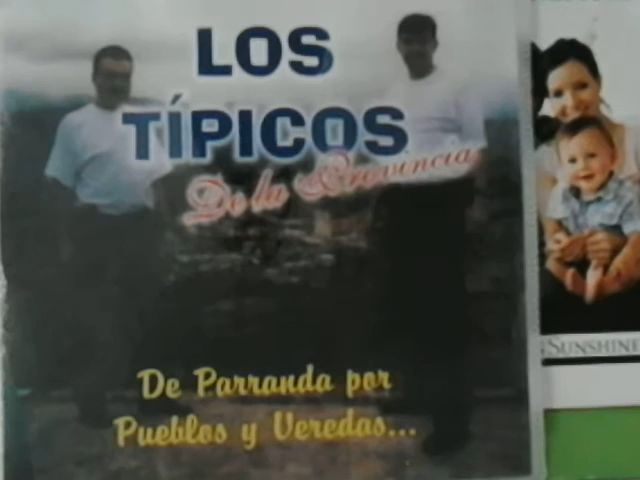 LOS
TÍPICOS
De la Provincia
De Parranda por
Pueblos y Veredas...
SUNSHINE